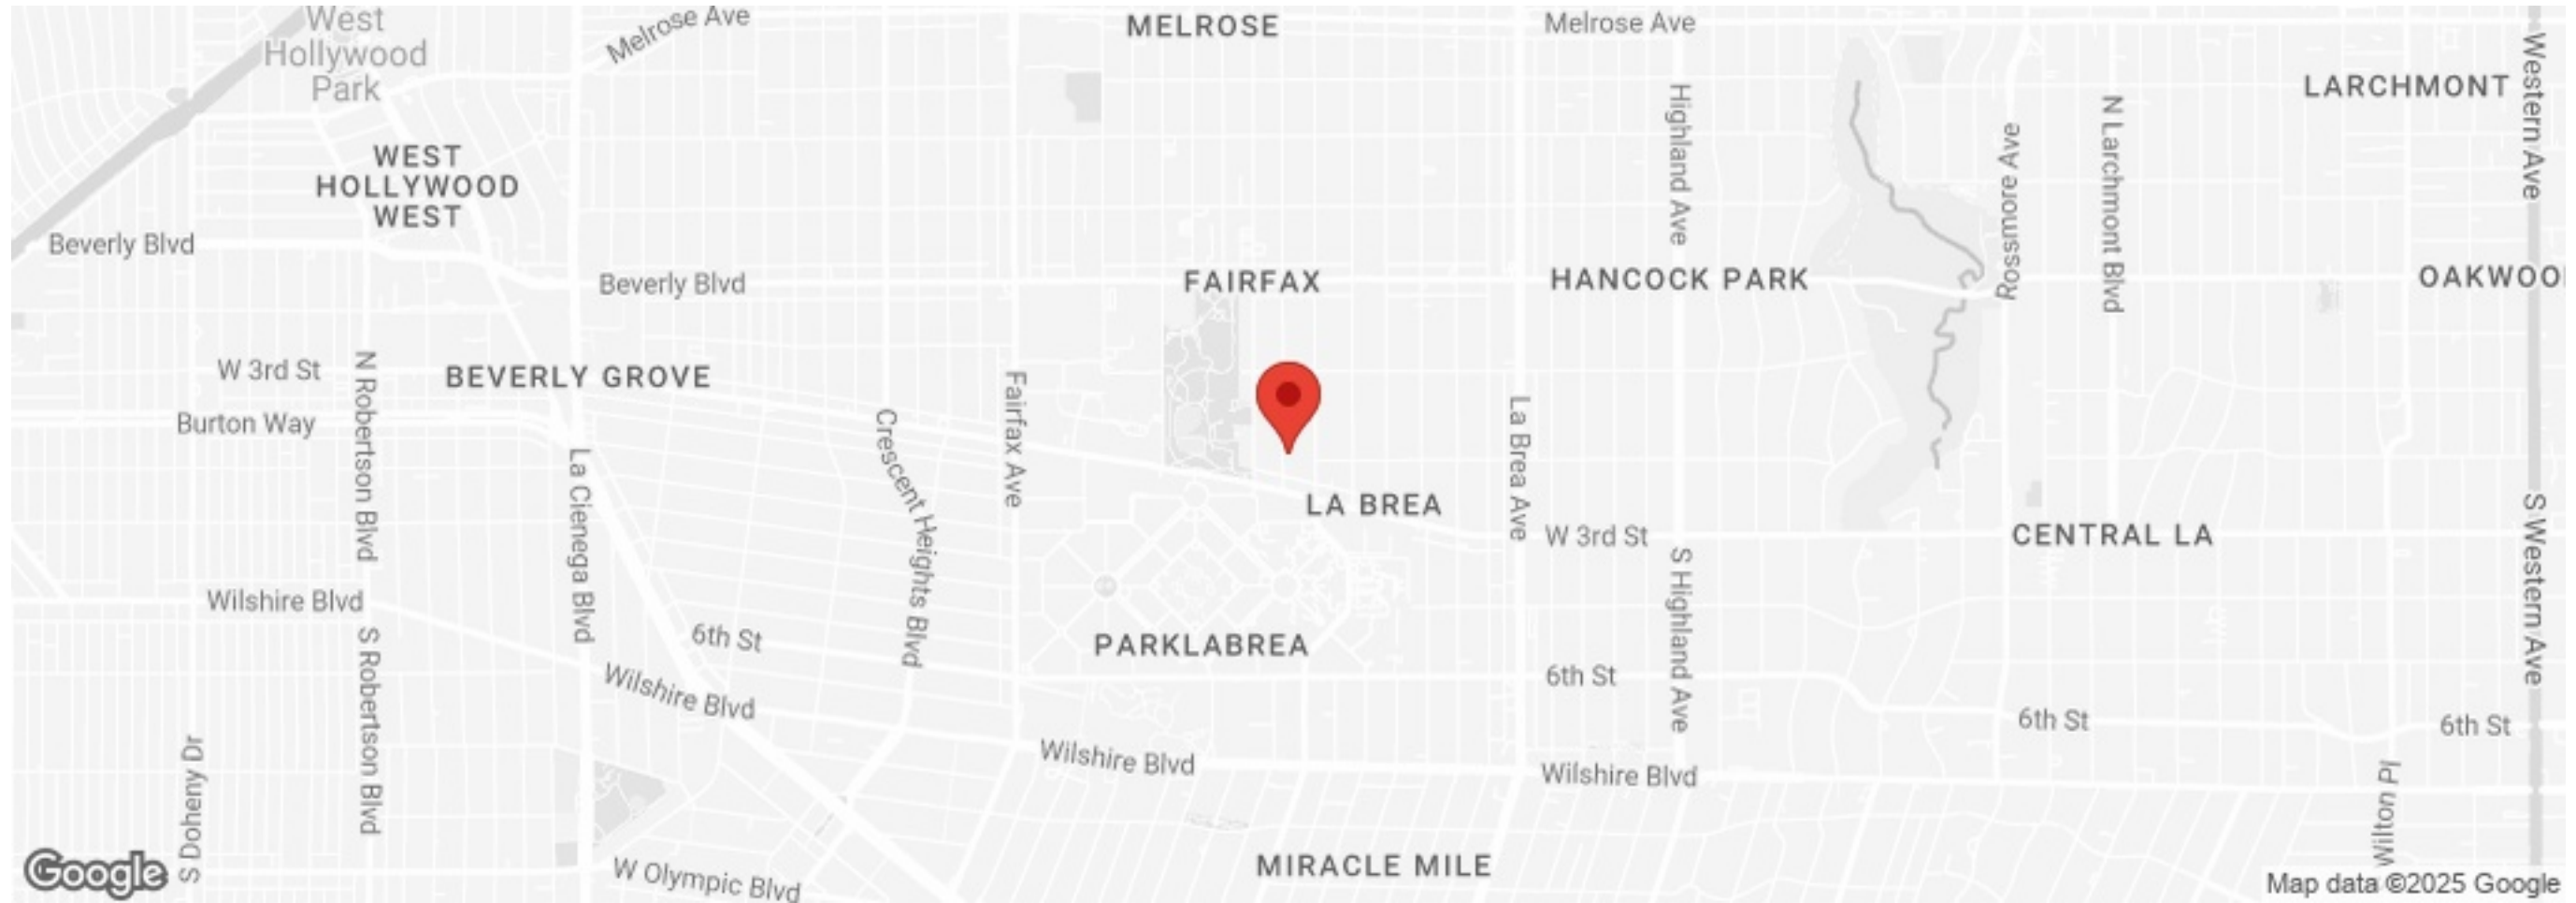 West
Hollywood
Park
Melrose Ave
MELROSE
Melrose Ave
Western Ave
LARCHMONT
Highland Ave
N Larchmont Blvd
Rossmore Ave
WEST
HOLLYWOOD
WEST
Beverly Blvd
Beverly Blvd
FAIRFAX
HANCOCK PARK
OAKWOO
W 3rd St
N Robertson Blvd
BEVERLY GROVE
Fairfax Ave
Burton Way
Crescent Heights Blvd
La Brea Ave
La Cienega Blvd
LA BREA
W 3rd St
CENTRAL LA
S Western Ave
S Highland Ave
Wilshire Blvd
6th St
PARKLABREA
S Robertson Blvd
Wilshire Blvd
6th St
6th St
6th St
Wilshire Blvd
Wilshire Blvd
Wilton Pl
S Doheny Dr
W Olympic Blvd
MIRACLE MILE
Google
Map data ©2025 Google